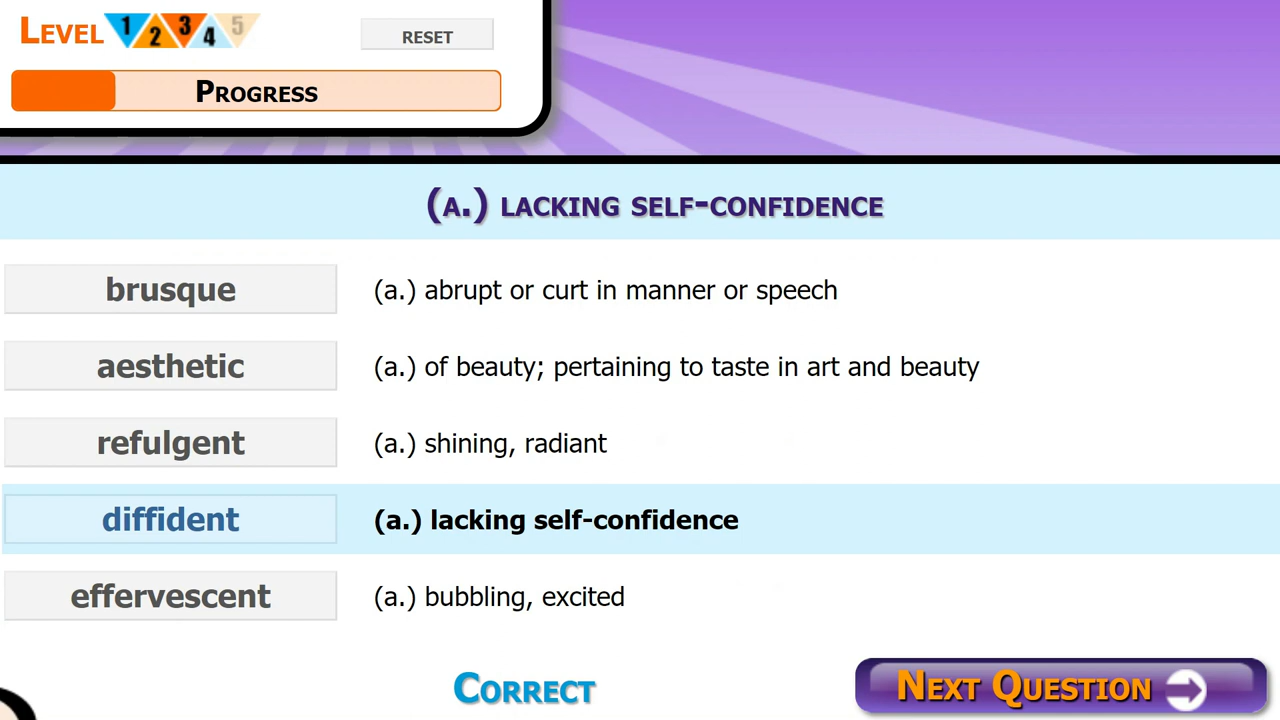 LEVEL 1 2 3 4 5
RESET
PROGRESS
(A.) LACKING SELF-CONFIDENCE
brusque (a.) abrupt or curt in manner or speech
aesthetic (a.) of beauty; pertaining to taste in art and beauty
refulgent (a.) shining, radiant
diffident (a.) lacking self-confidence
effervescent (a.) bubbling, excited
CORRECT
NEXT QUESTION